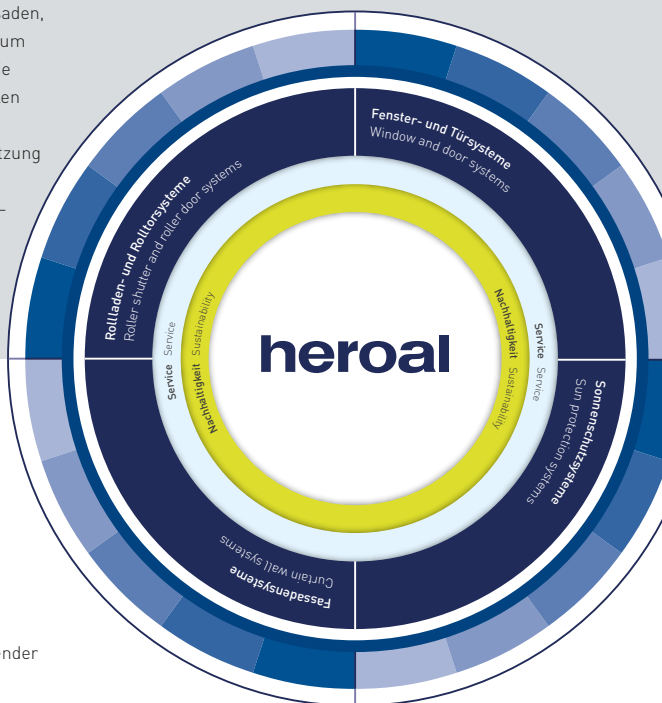 aden,
um
e
en
tzung
–
Fenster- und Türsysteme
Window and door systems
Rollladen- und Rolltorsysteme
Roller shutter and roller door systems
Service Service
Nachhaltigkeit Sustainability
heroal
Nachhaltigkeit Sustainability
Service Service
Sonnenschutzsysteme
Sun protection systems
Fassadensysteme
Curtain wall systems
ender